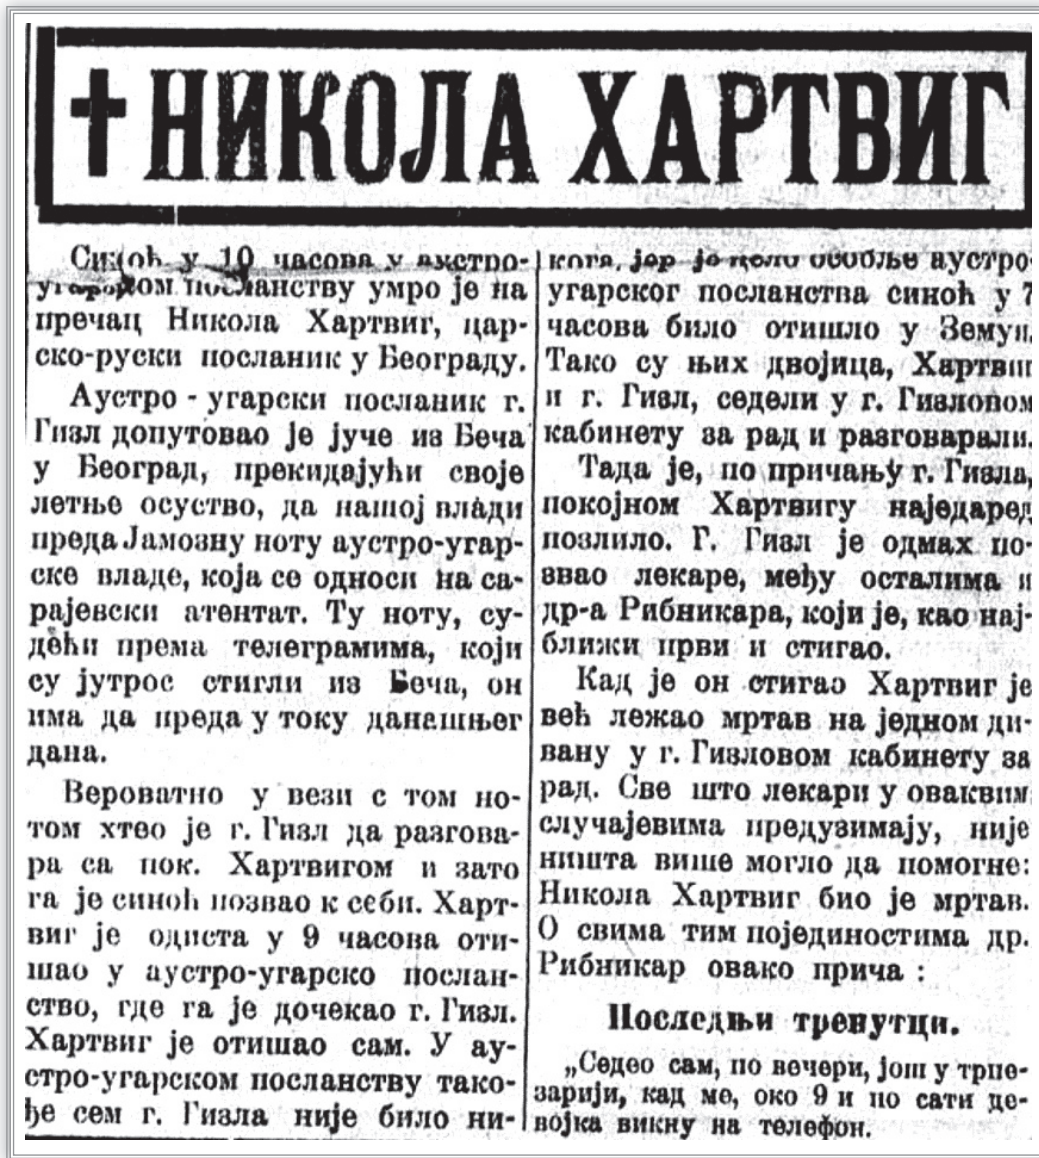 ✝ НИКОЛА ХАРТВИГ
Синоћ у 10 часова у аустро-
угарском посланству умро је на
пречац Никола Хартвиг, цар-
ско-руски посланик у Београду.
Аустро - угарски посланик г.
Гизл допутовао је јуче из Беча
у Београд, прекидајући своје
летње осуство, да нашој влади
преда Јамозну ноту аустро-угар-
ске владе, која се односи на са-
рајевски атентат. Ту ноту, су-
дећи према телеграмима, који
су јутрос стигли из Беча, он
има да преда у току данашњег
дана.
Вероватно у вези с том но-
том хтео је г. Гизл да разгова-
ра са пок. Хартвигом и зато
га је синоћ позвао к себи. Харт-
виг је одиста у 9 часова оти-
шао у аустро-угарско послан-
ство, где га је дочекао г. Гизл.
Хартвиг је отишао сам. У ау-
стро-угарском посланству тако-
ђе сем г. Гизла није било ни-
кога, јер је цело особље аустро-
угарског посланства синоћ у 7
часова било отишло у Земун.
Тако су њих двојица, Хартвиг
и г. Гизл, седели у г. Гизловом
кабинету за рад и разговарали.
Тада је, по причању г. Гизла,
покојном Хартвигу наједаред
позлило. Г. Гизл је одмах по-
звао лекаре, међу осталима и
др-а Рибникара, који је, као нај-
ближи први и стигао.
Кад је он стигао Хартвиг је
већ лежао мртав на једном ди-
вану у г. Гизловом кабинету за
рад. Све што лекари у оваквим
случајевима предузимају, није
ништа више могло да помогне:
Никола Хартвиг био је мртав.
О свима тим појединостима др.
Рибникар овако прича :
Последњи тренутци.
„Седео сам, по вечери, још у трпе-
зарији, кад ме, око 9 и по сати де-
војка викну на телефон.